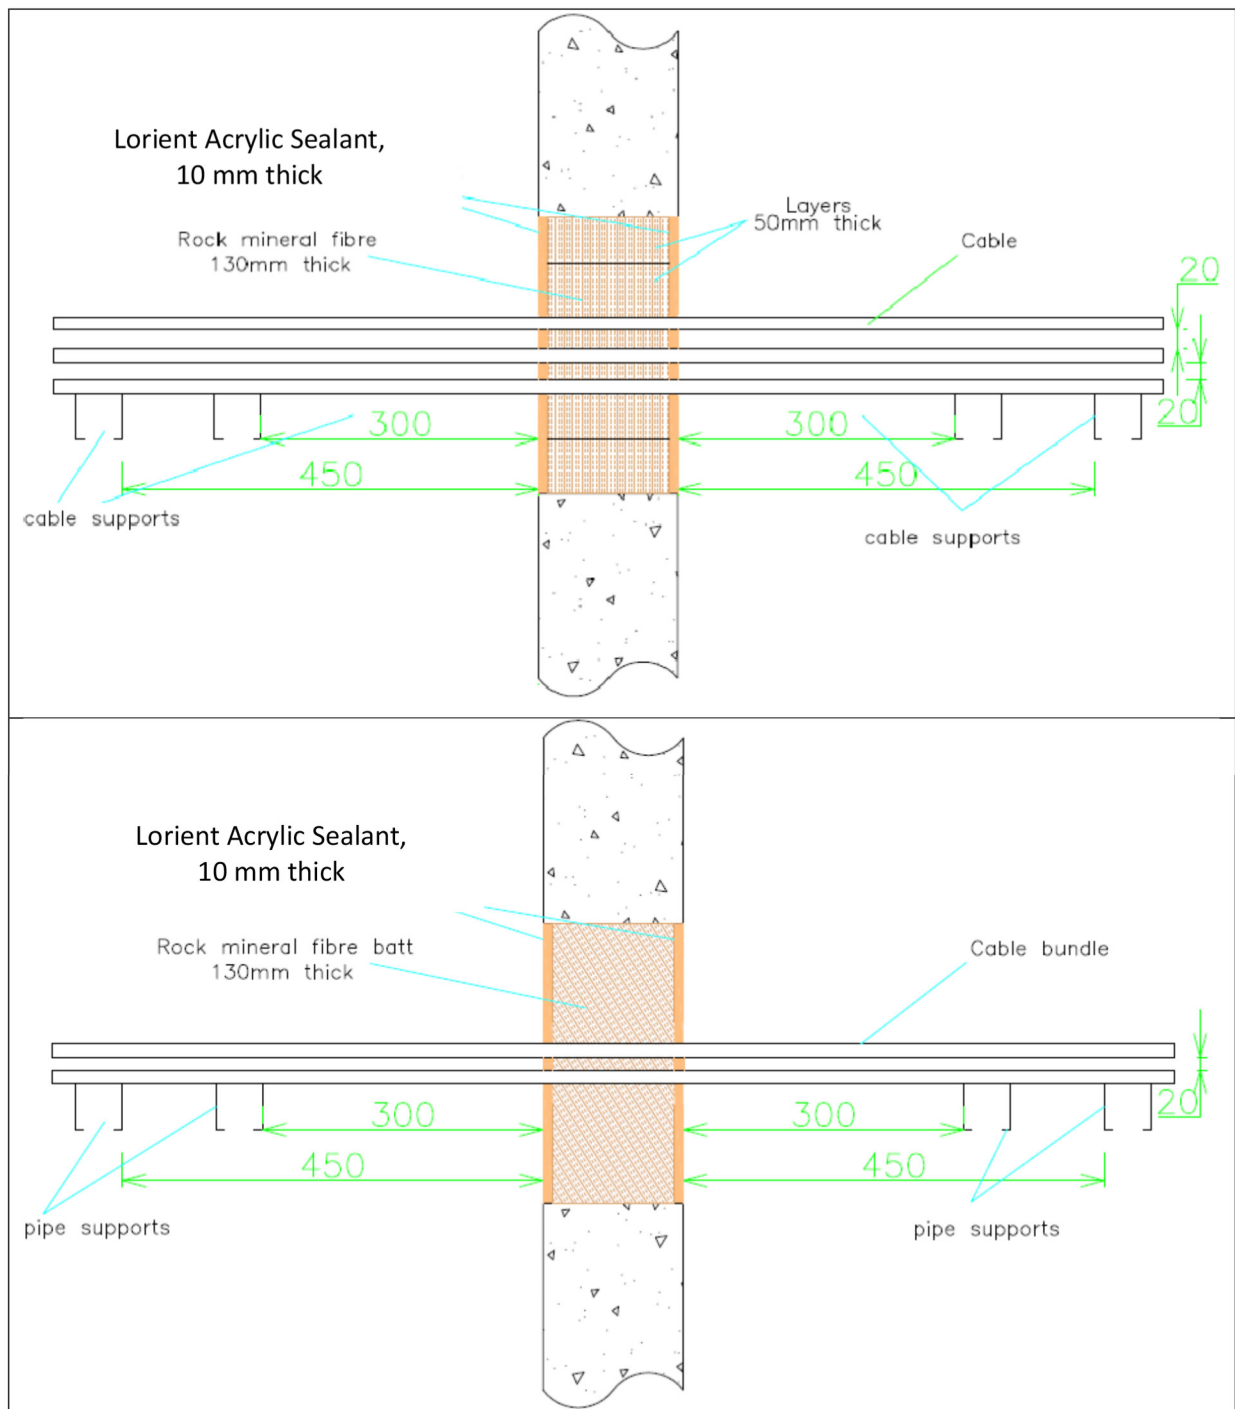 Lorient Acrylic Sealant,
10 mm thick
Layers
50mm thick
Rock mineral fibre
130mm thick
Cable
20
300
300
20
450
450
cable supports
cable supports
Lorient Acrylic Sealant,
10 mm thick
Rock mineral fibre batt
130mm thick
Cable bundle
300
300
20
450
450
pipe supports
pipe supports